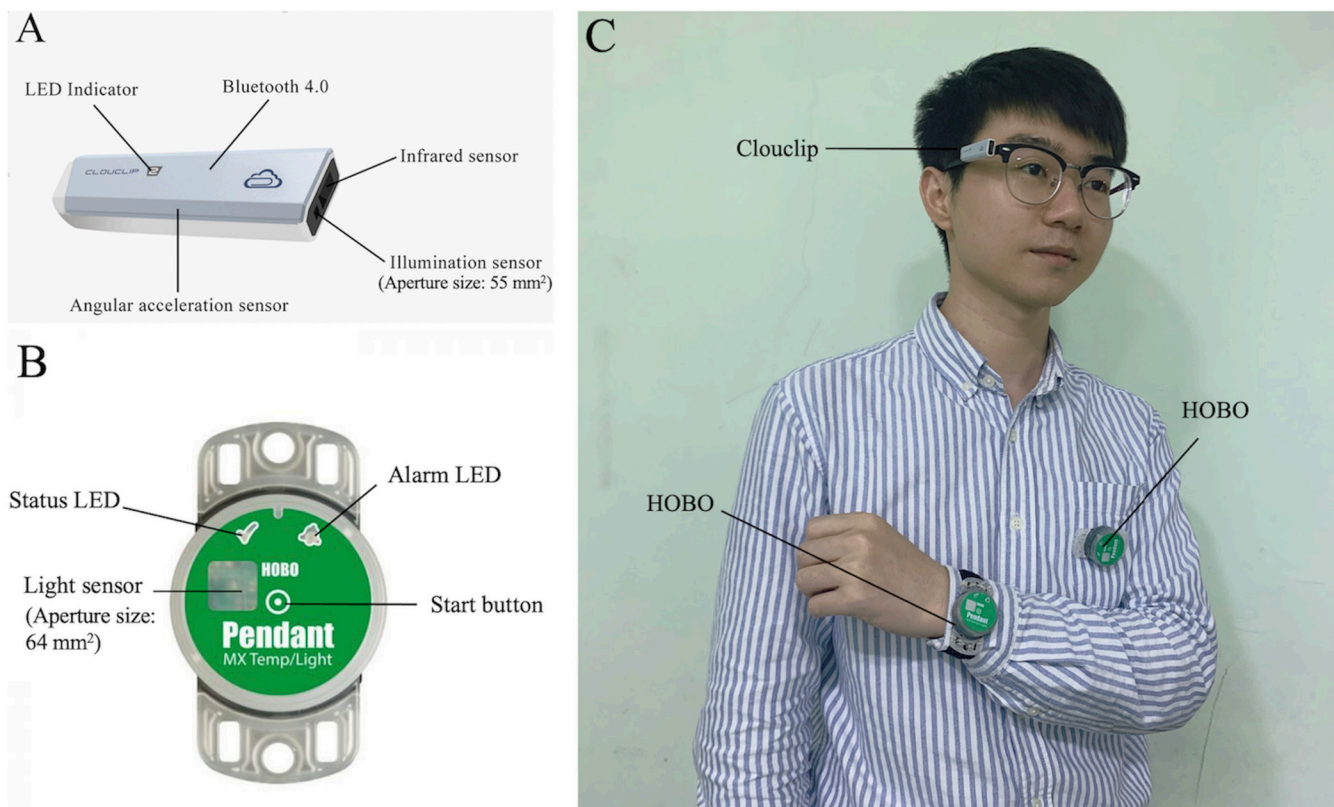 A
LED Indicator
Bluetooth 4.0
CLOUCLIP
Infrared sensor
Illumination sensor
(Aperture size: 55 mm²)
Angular acceleration sensor
B
Status LED
Alarm LED
HOBO
Light sensor
(Aperture size:
64 mm²)
Start button
Pendant
MX Temp/Light
C
Clouclip
HOBO
HOBO
Pendant